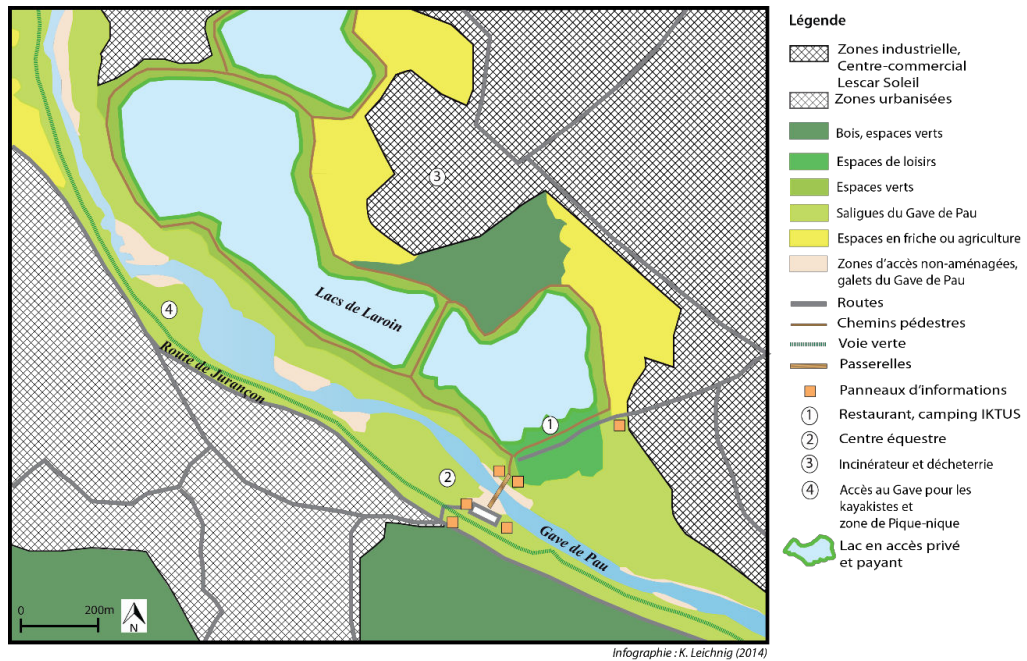 Légende
Zones industrielle,
Centre-commercial
Lescar Soleil
Zones urbanisées
Bois, espaces verts
Espaces de loisirs
Espaces verts
Saligues du Gave de Pau
Espaces en friche ou agriculture
Zones d'accès non-aménagées,
galets du Gave de Pau
Routes
Chemins pédestres
Voie verte
Passerelles
Panneaux d'informations
1 Restaurant, camping IKTUS
2 Centre équestre
3 Incinérateur et décheterie
4 Accès au Gave pour les
kayakistes et
zone de Pique-nique
Lac en accès privé
et payant
3
Lacs de Laroin
4
Route de Jurançon
1
2
Gave de Pau
0 200m
N
Infographie : K. Leichnig (2014)